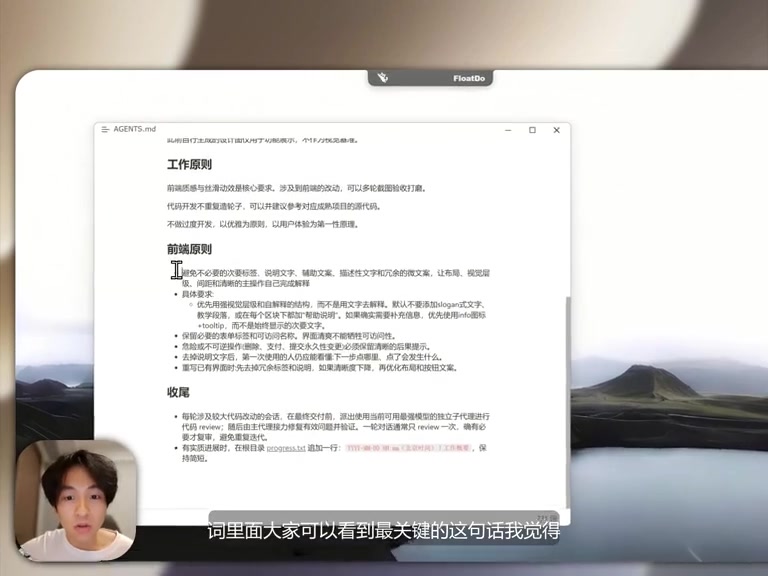 FloatDo
AGENTS.md
工作原则
前端质感与丝滑动效是核心要求。涉及到前端的改动，可以多轮截图验收打磨。
代码开发不重复造轮子，可以并建议参考对应成熟项目的源代码。
不做过度开发，以优雅为原则，以用户体验为第一性原理。
前端原则
避免不必要的次要标签、说明文字、辅助文案、描述性文字和冗余的微文案，让布局、视觉层
级、间距和清晰的主操作自己完成解释
具体要求:
优先用强视觉层级和自解释的结构，而不是用文字去解释。默认不要添加slogan式文字、
教学段落，或在每个区块下都加"帮助说明"。如果确实需要补充信息，优先使用info图标
+tooltip，而不是始终显示的次要文字。
保留必要的表单标签和可访问名称。界面清爽不能牺牲可访问性。
危险或不可逆操作(删除、支付、提交永久性变更)必须保留清晰的后果提示。
去掉说明文字后，第一次使用的人仍应能看懂:下一步点哪里、点了会发生什么。
重写已有界面时:先去掉冗余标签和说明，如果清晰度下降，再优化布局和按钮文案。
收尾
每轮涉及较大代码改动的会话，在最终交付前，派出使用当前可用最强模型的独立子代理进行
代码 review；随后由主代理接力修复有效问题并验证。一轮对话通常只 review 一次，确有必
要才复审，避免重复迭代。
有实质进展时，在根目录 progress.txt 追加一行：
，保
持简短。
词里面大家可以看到最关键的这句话我觉得